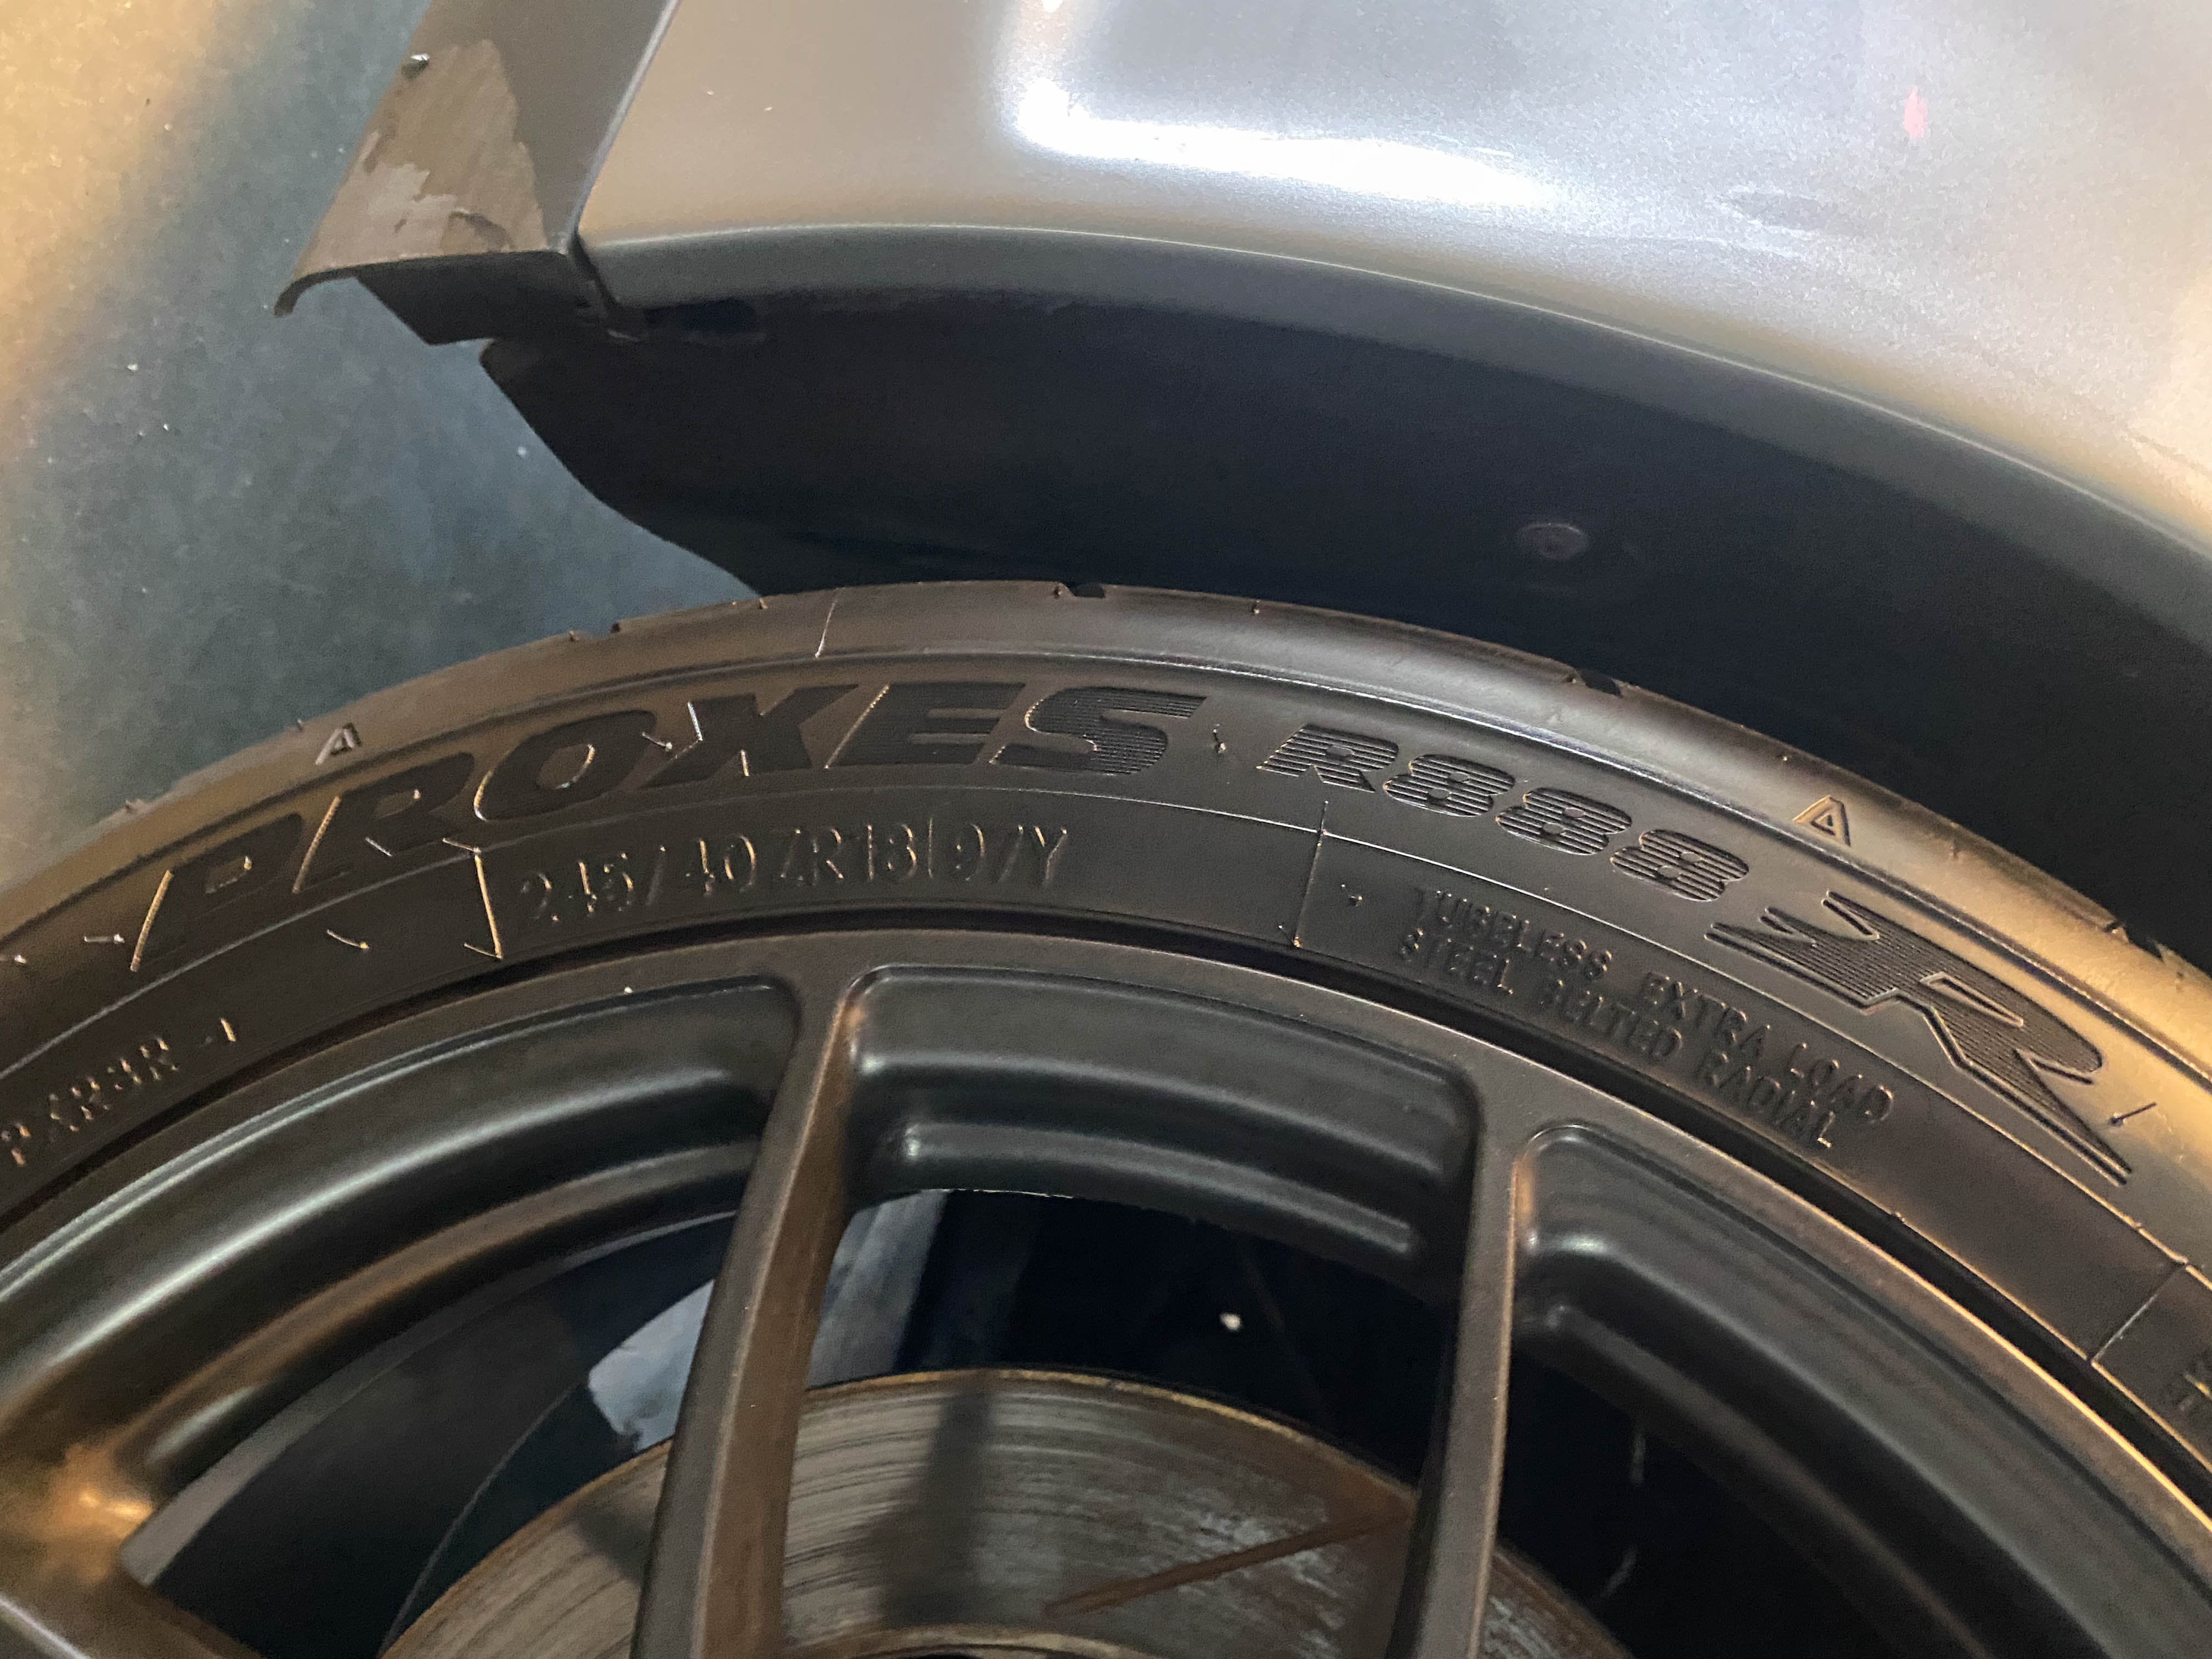 PROXES R888R
245/40 ZR18 97Y
TUBELESS EXTRA LOAD
STEEL BELTED RADIAL